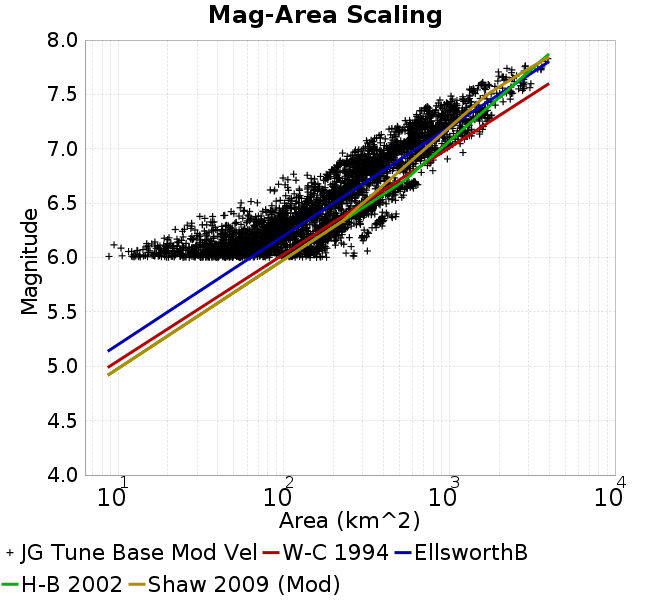 Mag-Area Scaling
8.0
7.5
7.0
6.5
6.0
5.5
5.0
4.5
4.0
Magnitude
10^1 10^2 10^3 10^4
Area (km^2)
JG Tune Base Mod Vel W-C 1994 EllsworthB
H-B 2002 Shaw 2009 (Mod)